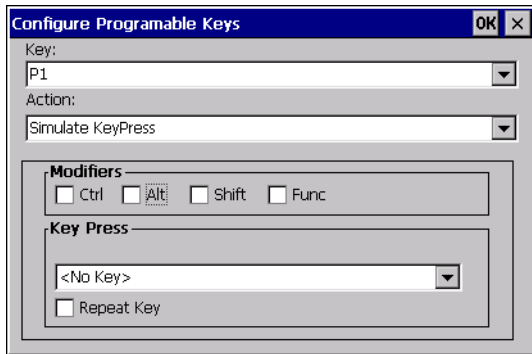 Configure Programable Keys OK
Key:
P1
Action:
Simulate KeyPress
Modifiers
Ctrl Alt Shift Func
Key Press
<No Key>
Repeat Key